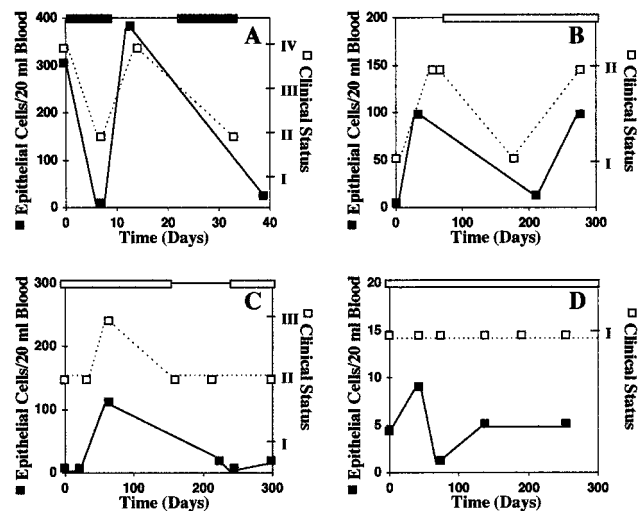 A
■ Epithelial Cells/20 ml Blood
400
300
200
100
0
IV
III
II
I
□ Clinical Status
0 10 20 30 40
Time (Days)
B
■ Epithelial Cells/20 ml Blood
200
150
100
50
0
II
I
□ Clinical Status
0 100 200 300
Time (Days)
C
■ Epithelial Cells/20 ml Blood
300
200
100
0
III
II
I
□ Clinical Status
0 100 200 300
Time (Days)
D
■ Epithelial Cells/20 ml Blood
20
15
10
5
0
I
□ Clinical Status
0 100 200 300
Time (Days)